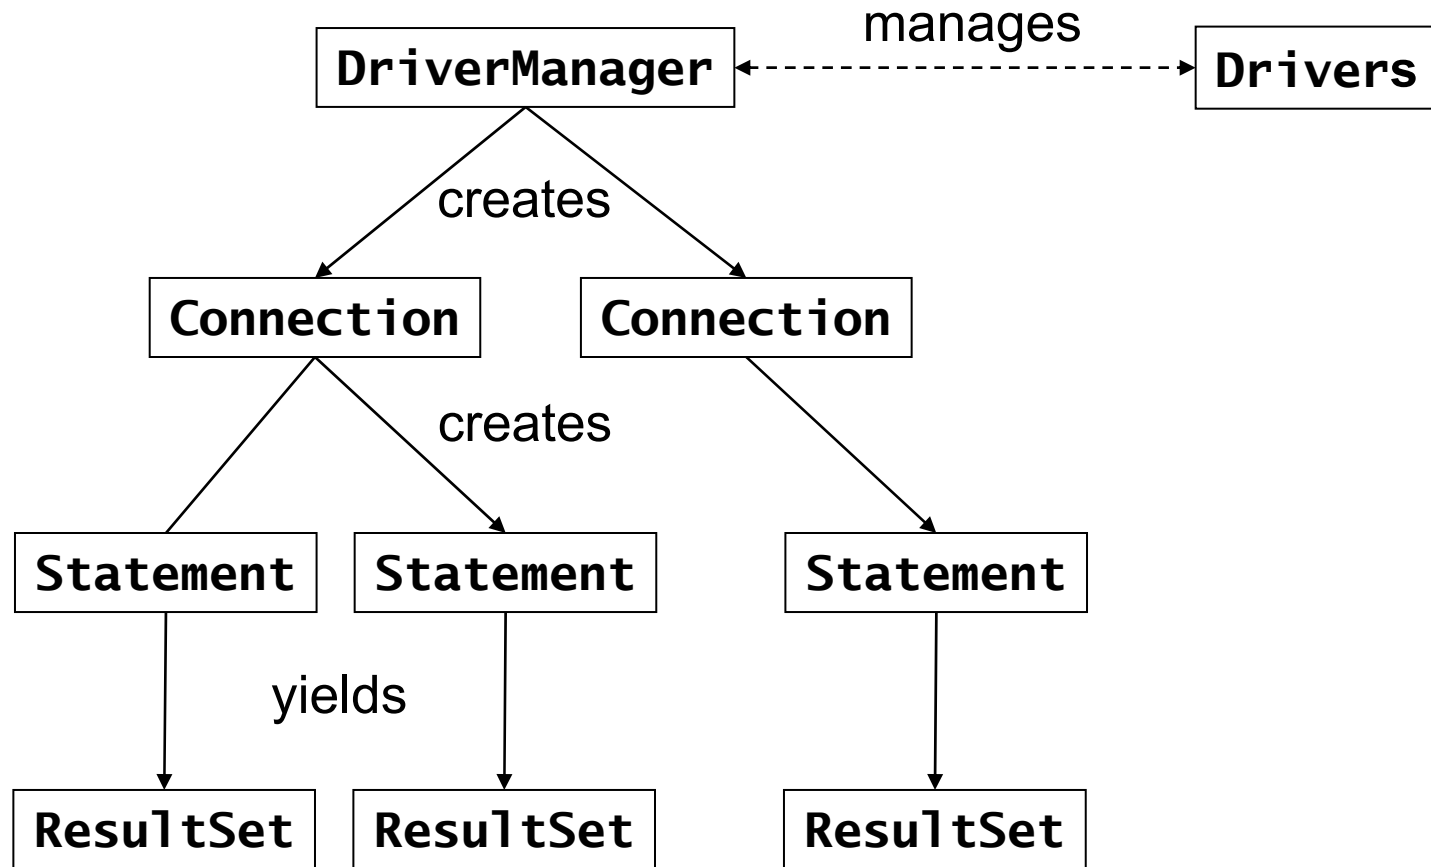 manages
DriverManager
Drivers
creates
Connection
Connection
creates
Statement
Statement
Statement
yields
ResultSet
ResultSet
ResultSet